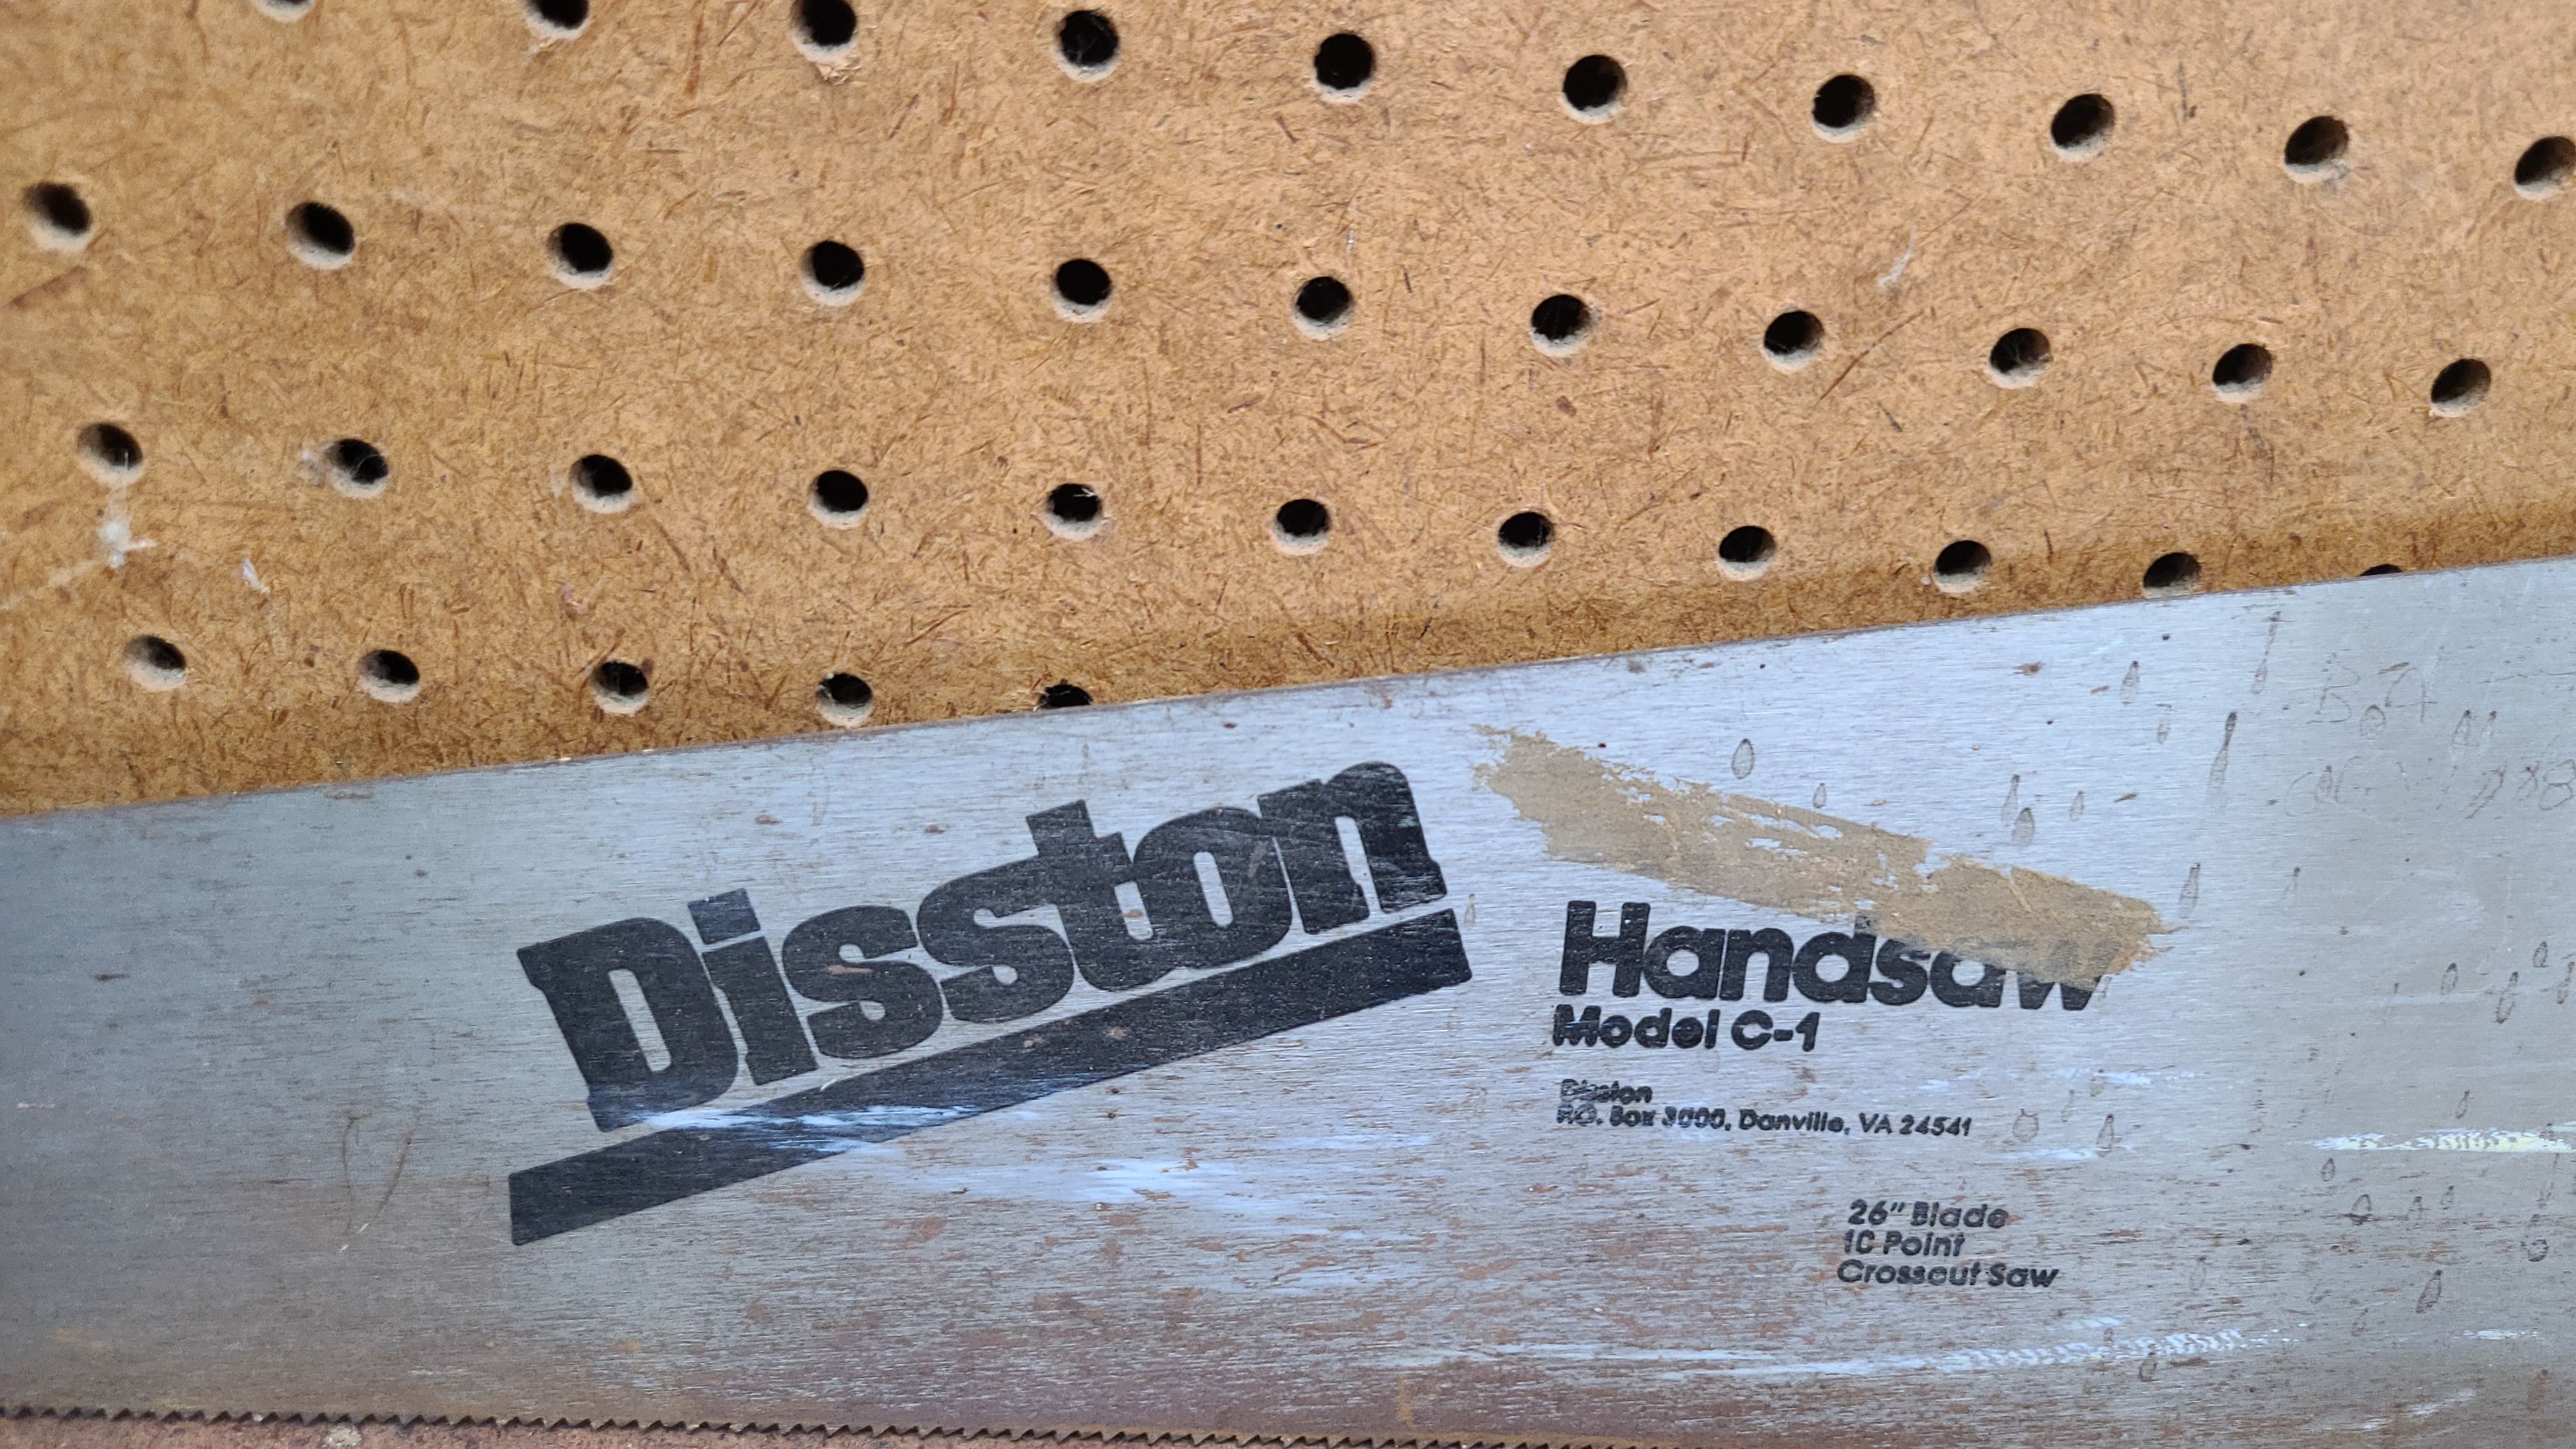 Disston
Handsaw
Model C-1
Disston
P.O. Box 3000, Danville, VA 24541
26" Blade
10 Point
Crosscut Saw